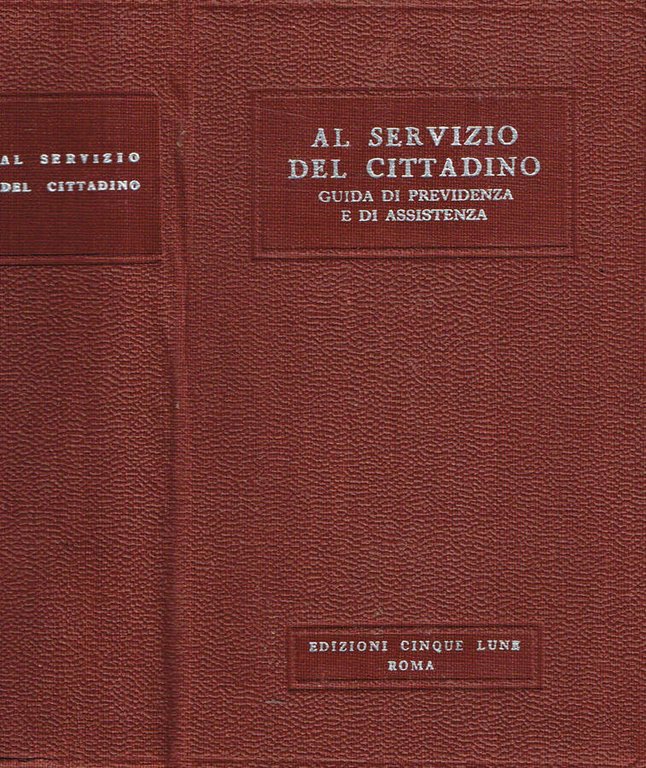 AL SERVIZIO
DEL CITTADINO
AL SERVIZIO
DEL CITTADINO
GUIDA DI PREVIDENZA
E DI ASSISTENZA
EDIZIONI CINQUE LUNE
ROMA